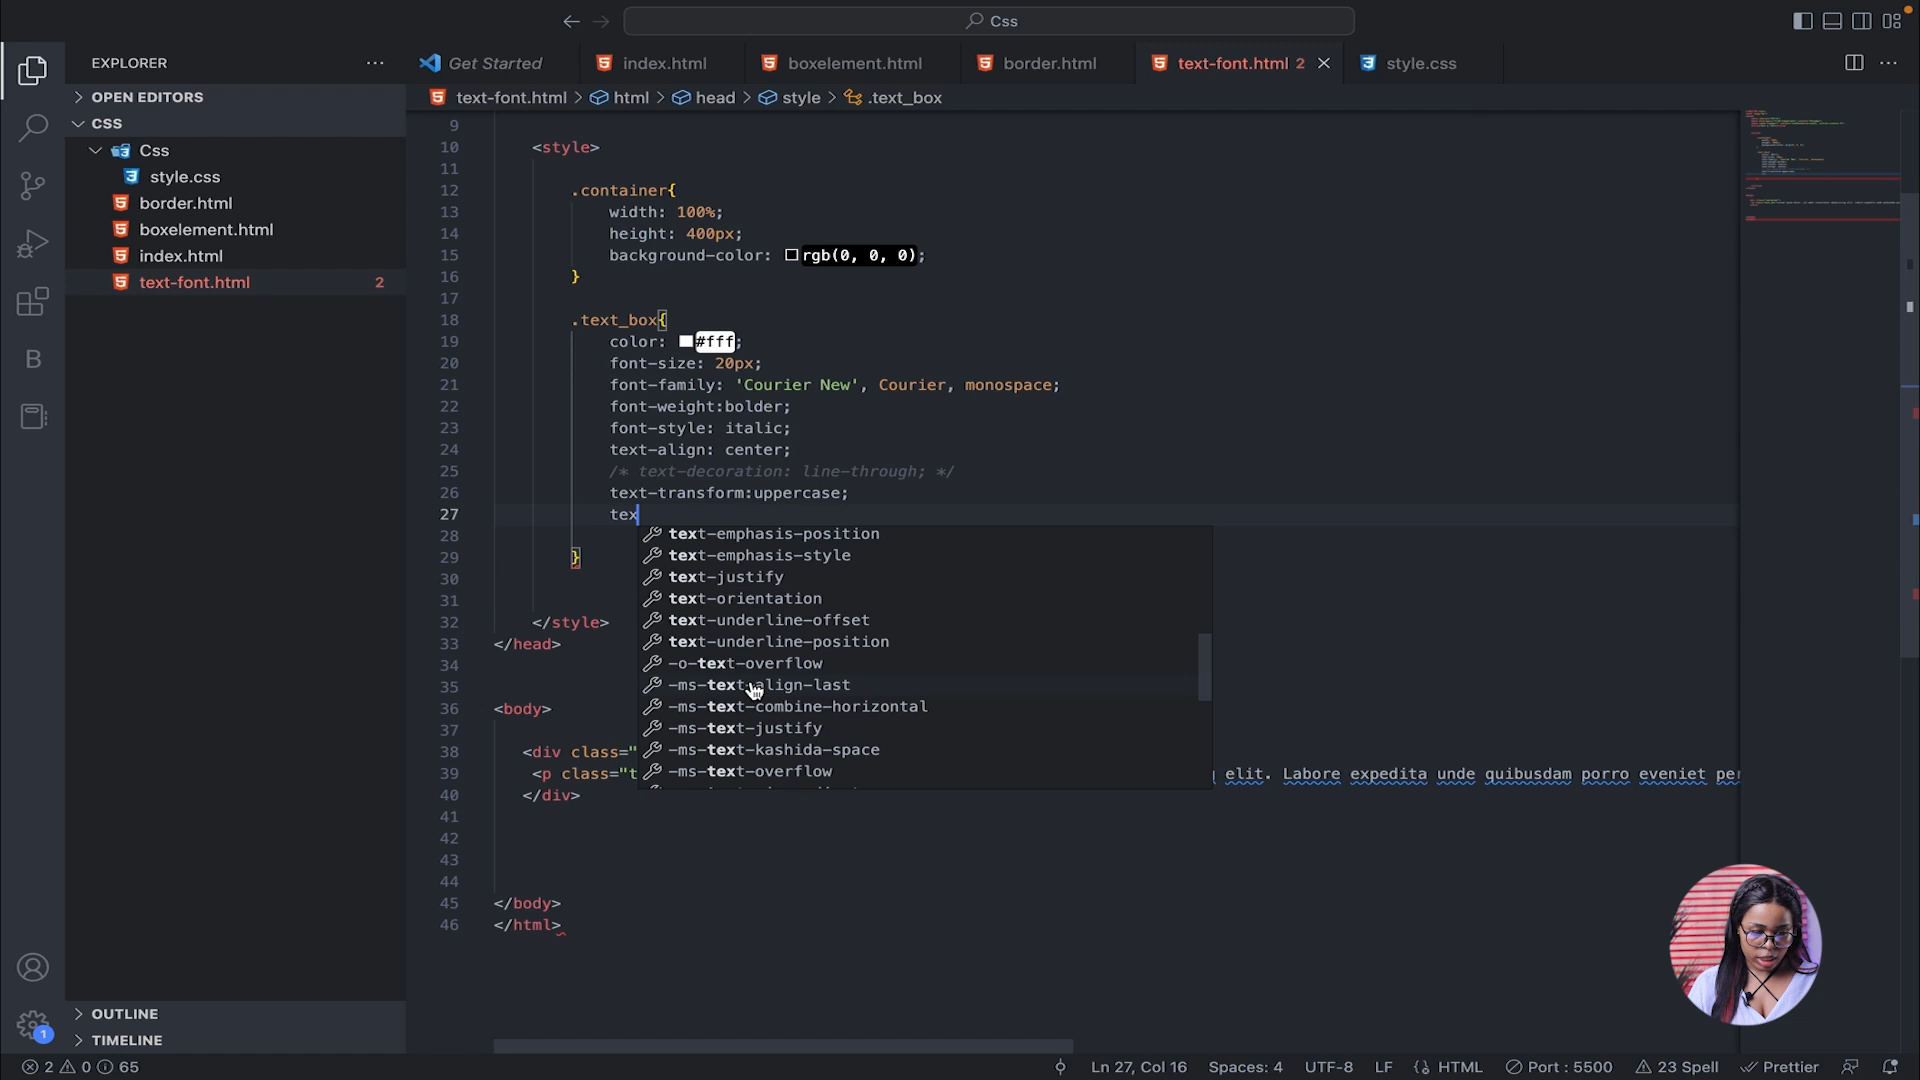 Css
EXPLORER
Get Started
index.html
boxelement.html
border.html
text-font.html 2
style.css
OPEN EDITORS
CSS
Css
style.css
border.html
boxelement.html
index.html
text-font.html 2
text-font.html > html > head > style > .text_box
9
10 <style>
11
12 .container{
13 width: 100%;
14 height: 400px;
15 background-color: rgb(0, 0, 0);
16 }
17
18 .text_box{
19 color: #fff;
20 font-size: 20px;
21 font-family: 'Courier New', Courier, monospace;
22 font-weight:bolder;
23 font-style: italic;
24 text-align: center;
25 /* text-decoration: line-through; */
26 text-transform:uppercase;
27 tex
28 text-emphasis-position
text-emphasis-style
29 }
text-justify
30
text-orientation
31
text-underline-offset
32 </style>
text-underline-position
33 </head>
-o-text-overflow
34
-ms-text-align-last
35
-ms-text-combine-horizontal
36 <body>
-ms-text-justify
37
-ms-text-kashida-space
38 <div class="
-ms-text-overflow
39 <p class="t elit. Labore expedita unde quibusdam porro eveniet per
40 </div>
41
42
43
44
45 </body>
46 </html>
B
OUTLINE
TIMELINE
1
2 0 65
Ln 27, Col 16
Spaces: 4
UTF-8
LF
HTML
Port : 5500
23 Spell
Prettier